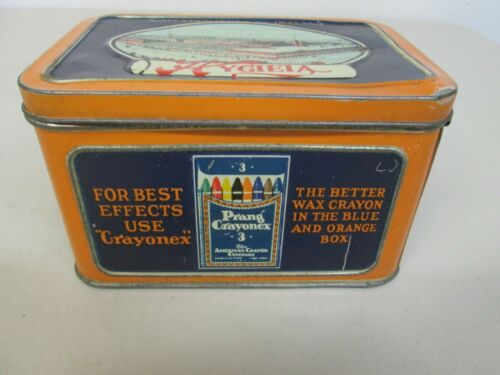 HYGIEIA
FOR BEST
EFFECTS
USE
"Crayonex"
3
Prang
Crayonex
3
The
AMERICAN CRAYON
COMPANY
THE BETTER
WAX CRAYON
IN THE BLUE
AND ORANGE
BOX